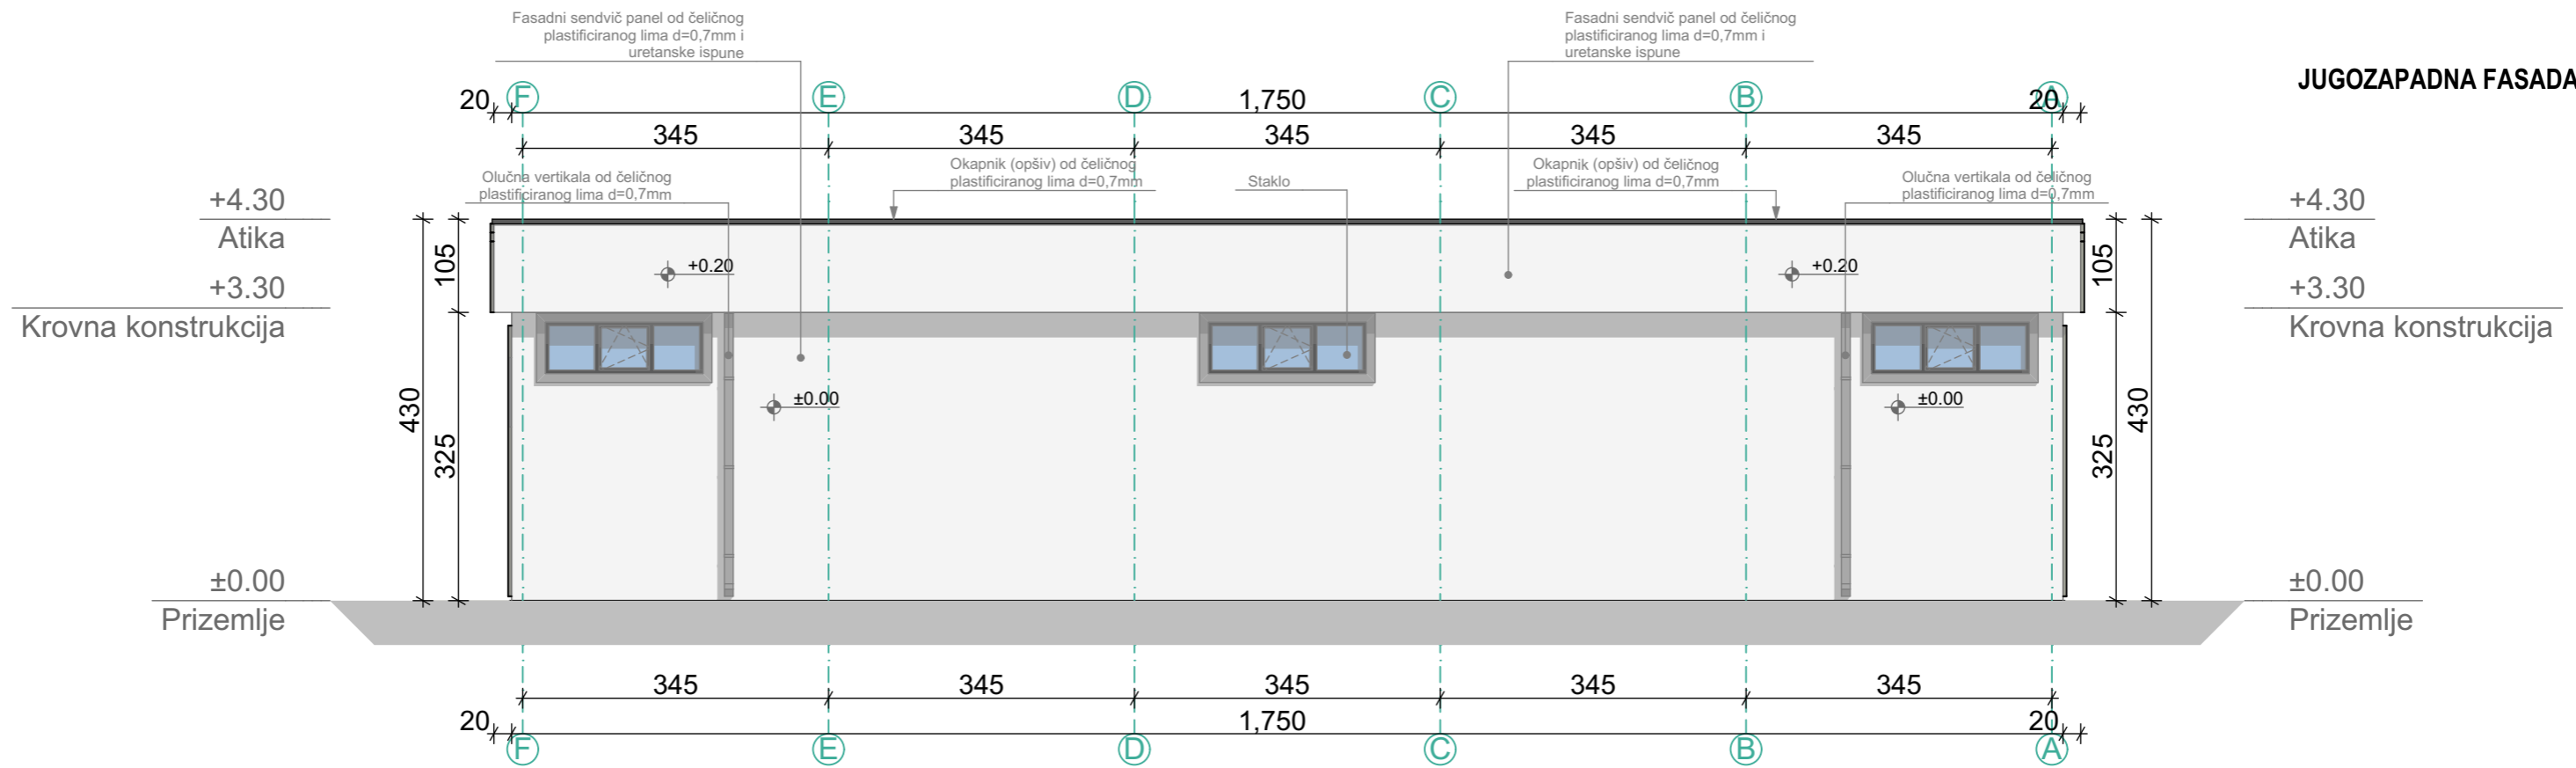 Fasadni sendvič panel od čeličnog
plastificiranog lima d=0,7mm i
uretanske ispune
Fasadni sendvič panel od čeličnog
plastificiranog lima d=0,7mm i
uretanske ispune
JUGOZAPADNA FASADA
F E D C B A
20 1,750 20
345 345 345 345 345
Olučna vertikala od čeličnog
plastificiranog lima d=0,7mm
Okapnik (opšiv) od čeličnog
plastificiranog lima d=0,7mm
Staklo
Okapnik (opšiv) od čeličnog
plastificiranog lima d=0,7mm
Olučna vertikala od čeličnog
plastificiranog lima d=0,7mm
+4.30
Atika
+3.30
Krovna konstrukcija
±0.00
Prizemlje
430
105
325
+0.20
+0.20
±0.00
±0.00
105
325
430
+4.30
Atika
+3.30
Krovna konstrukcija
±0.00
Prizemlje
345 345 345 345 345
20 1,750 20
F E D C B A